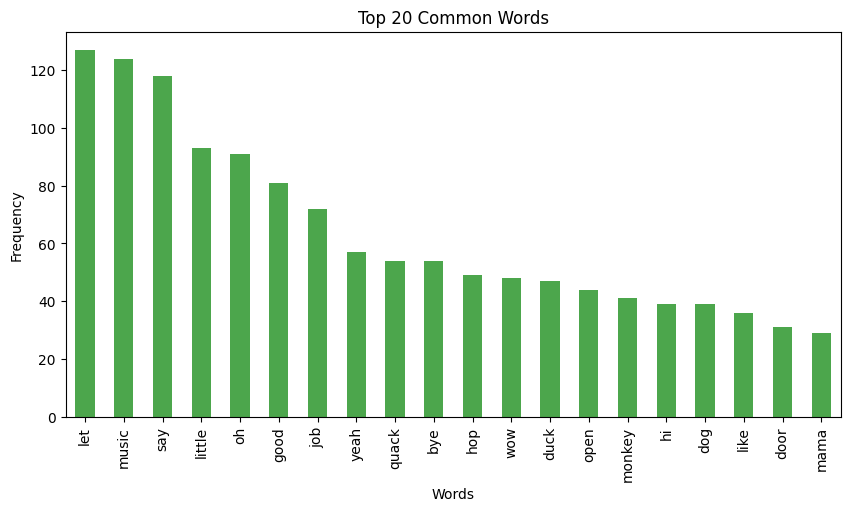 Top 20 Common Words
Frequency
120
100
80
60
40
20
0
let
music
say
little
oh
good
job
yeah
quack
bye
hop
wow
duck
open
monkey
hi
dog
like
door
mama
Words